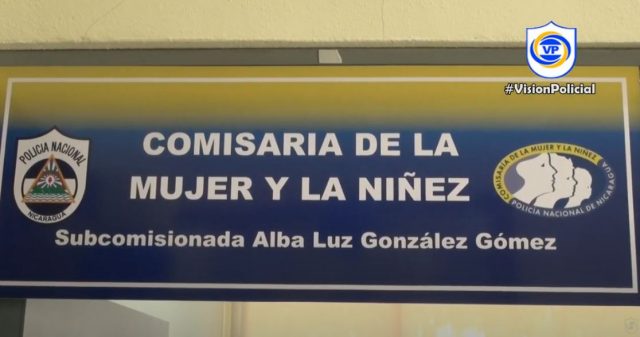 VP
#VisionPolicial
POLICIA NACIONAL
NICARAGUA
COMISARIA DE LA
MUJER Y LA NIÑEZ
Subcomisionada Alba Luz González Gómez
COMISARIA DE LA MUJER Y LA NIÑEZ
POLICIA NACIONAL DE NICARAGUA